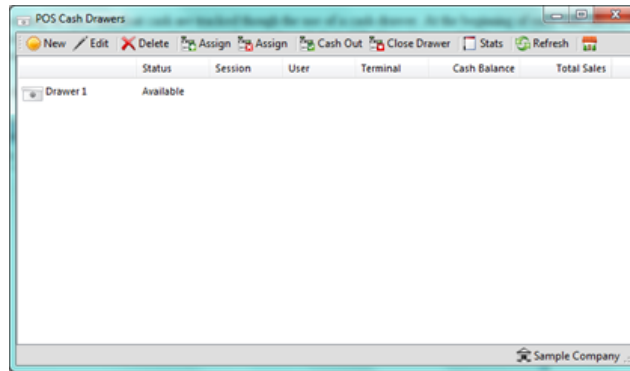 POS Cash Drawers
New Edit Delete Assign Assign Cash Out Close Drawer Stats Refresh
Status Session User Terminal Cash Balance Total Sales
Drawer 1 Available
Sample Company